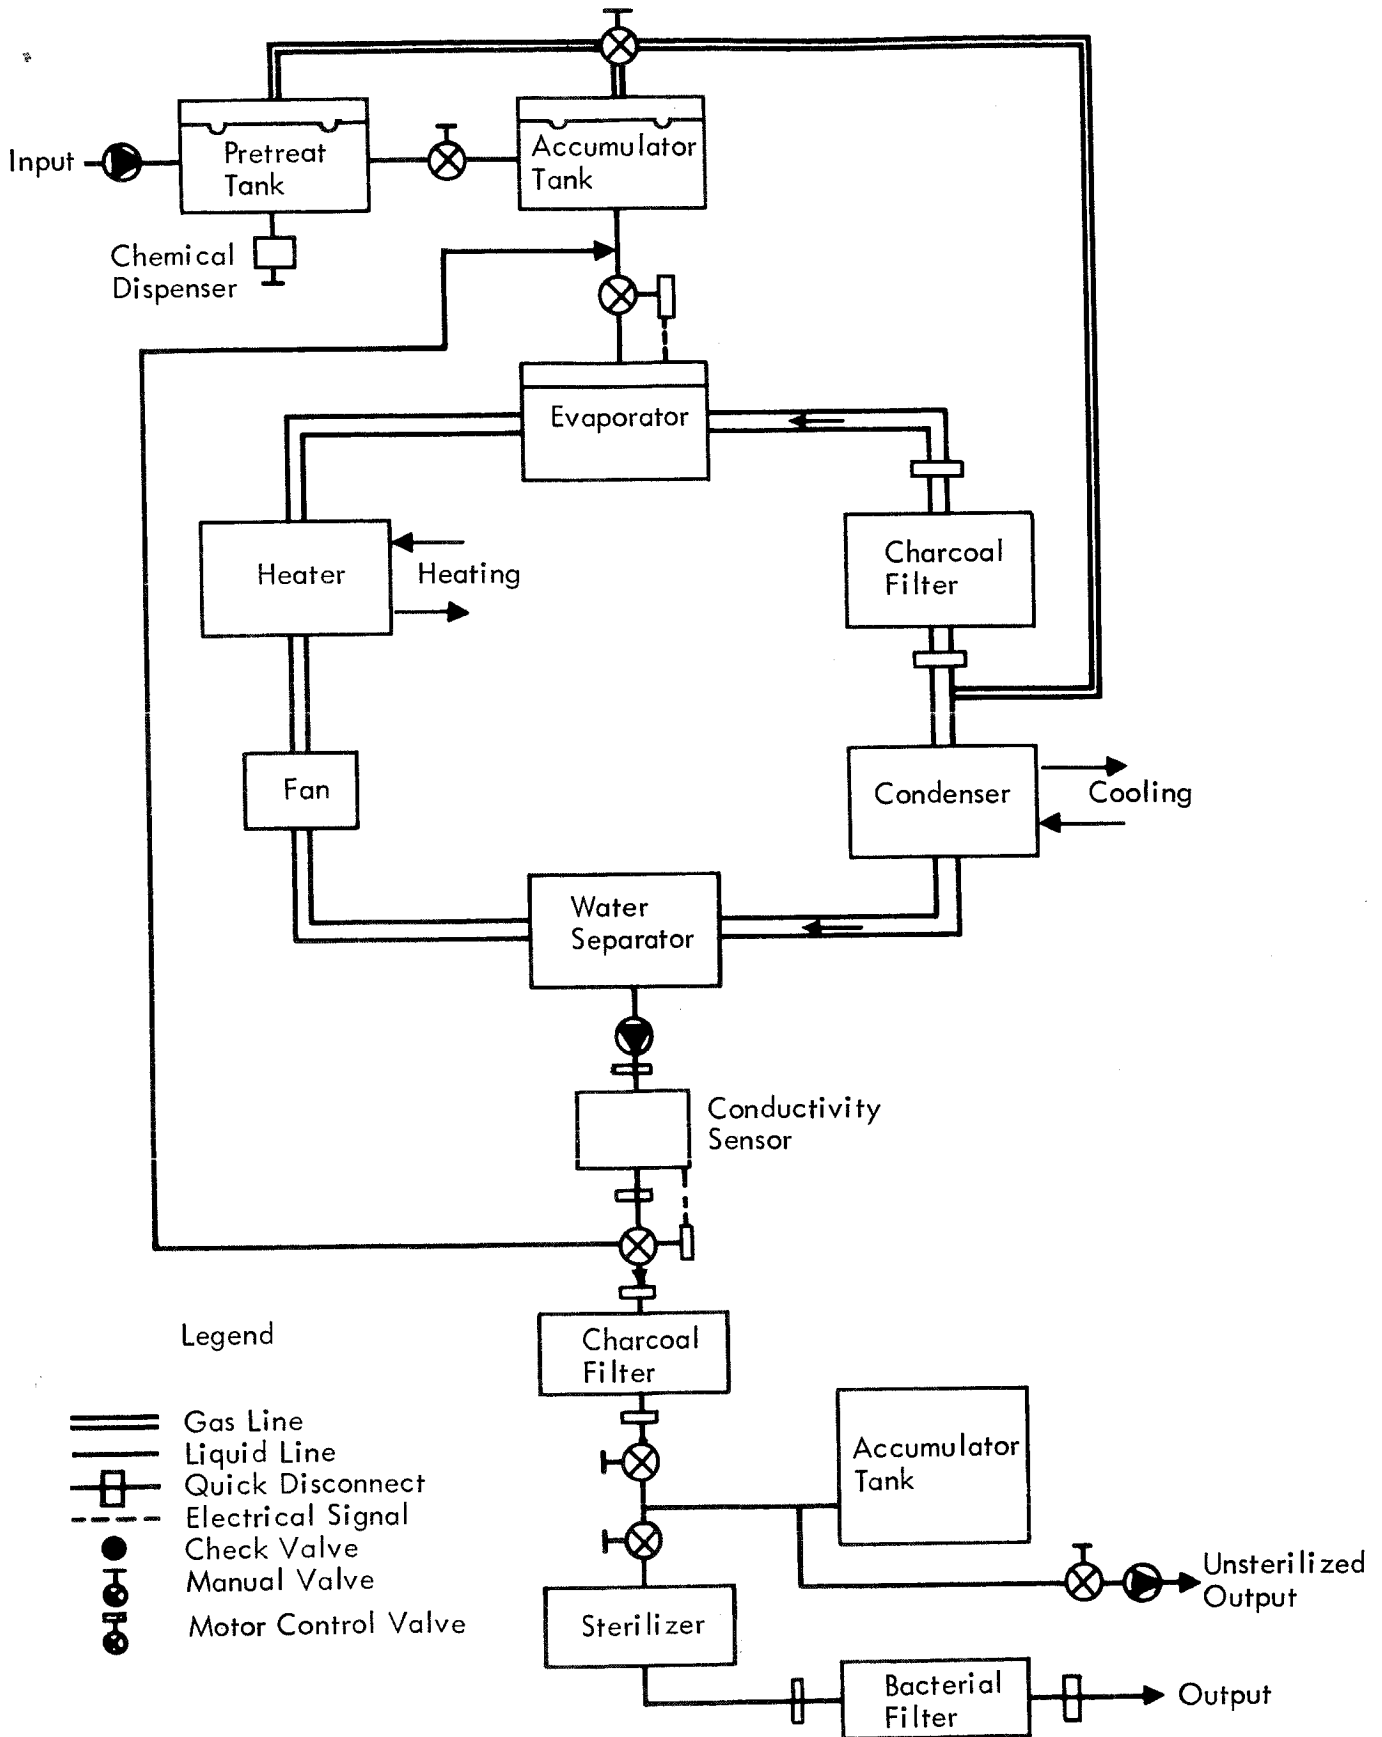 Input
Pretreat
Tank
Accumulator
Tank
Chemical
Dispenser
Evaporator
Heater
Heating
Charcoal
Filter
Fan
Condenser
Cooling
Water
Separator
Conductivity
Sensor
Charcoal
Filter
Legend
Gas Line
Liquid Line
Quick Disconnect
Electrical Signal
Check Valve
Manual Valve
Motor Control Valve
Accumulator
Tank
Unsterilized
Output
Sterilizer
Bacterial
Filter
Output